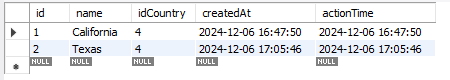 id name idCountry createdAt actionTime
1 California 4 2024-12-06 16:47:50 2024-12-06 16:47:50
2 Texas 4 2024-12-06 17:05:46 2024-12-06 17:05:46
NULL NULL NULL NULL NULL